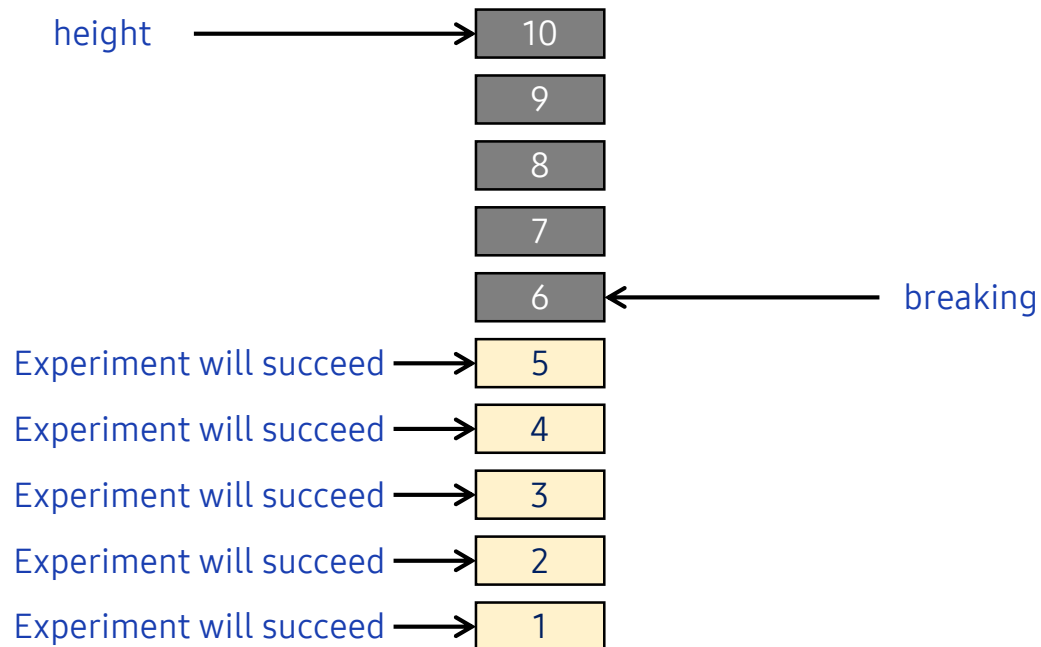 height 10
9
8
7
6 breaking
Experiment will succeed 5
Experiment will succeed 4
Experiment will succeed 3
Experiment will succeed 2
Experiment will succeed 1